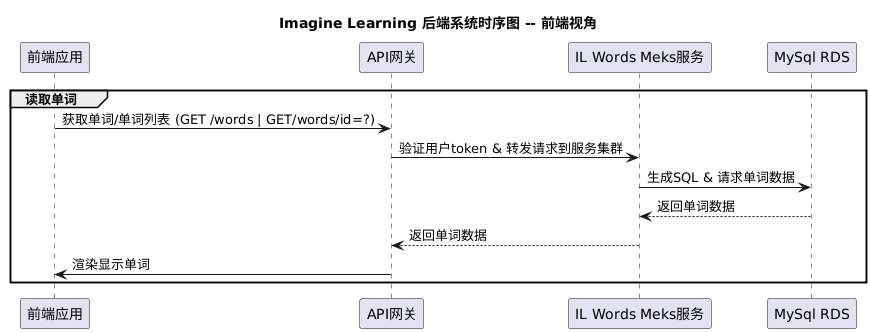 Imagine Learning 后端系统时序图 -- 前端视角
前端应用
API网关
IL Words Meks服务
MySql RDS
读取单词
获取单词/单词列表 (GET /words | GET/words/id=?)
验证用户token & 转发请求到服务集群
生成SQL & 请求单词数据
返回单词数据
返回单词数据
渲染显示单词
前端应用
API网关
IL Words Meks服务
MySql RDS